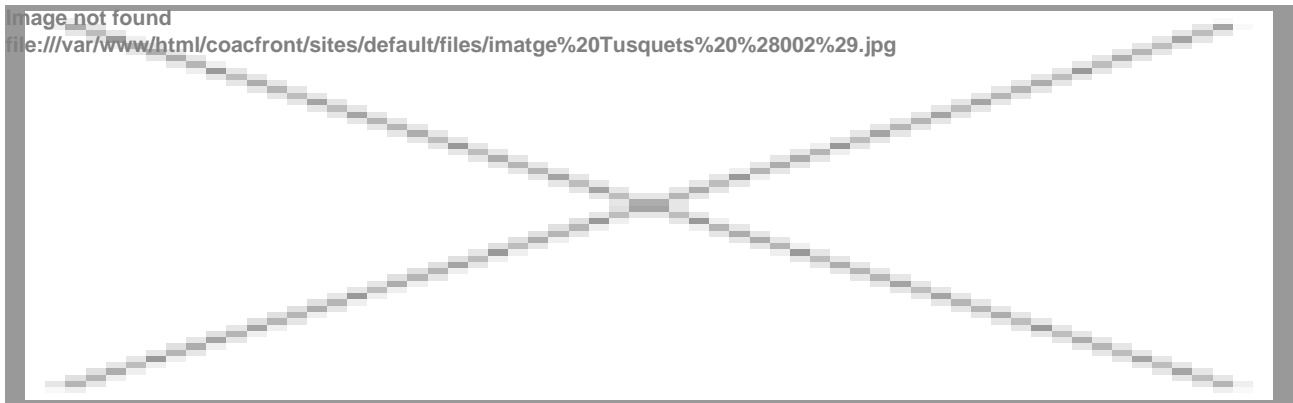 Image not found
file:///var/www/html/coacfront/sites/default/files/imatge%20Tusquets%20%28002%29.jpg